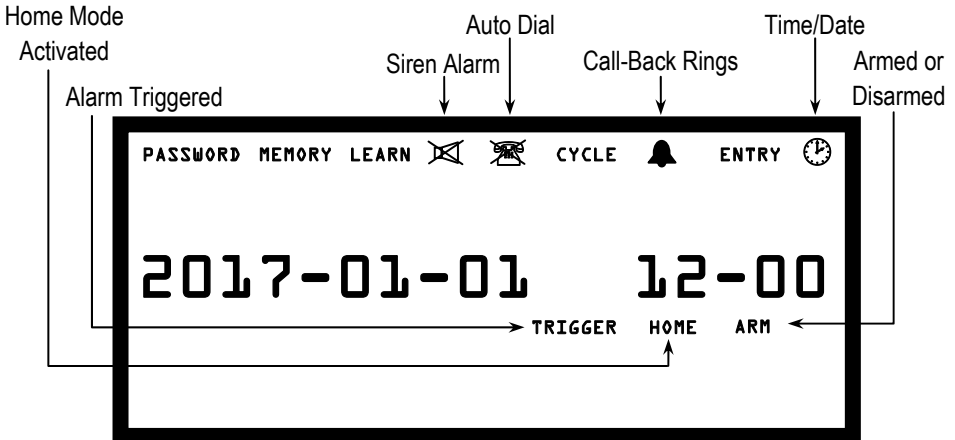 Home Mode
Activated
Auto Dial
Time/Date
Siren Alarm
Call-Back Rings
Armed or
Disarmed
Alarm Triggered
PASSWORD MEMORY LEARN CYCLE ENTRY
2017-01-01 12-00
TRIGGER HOME ARM